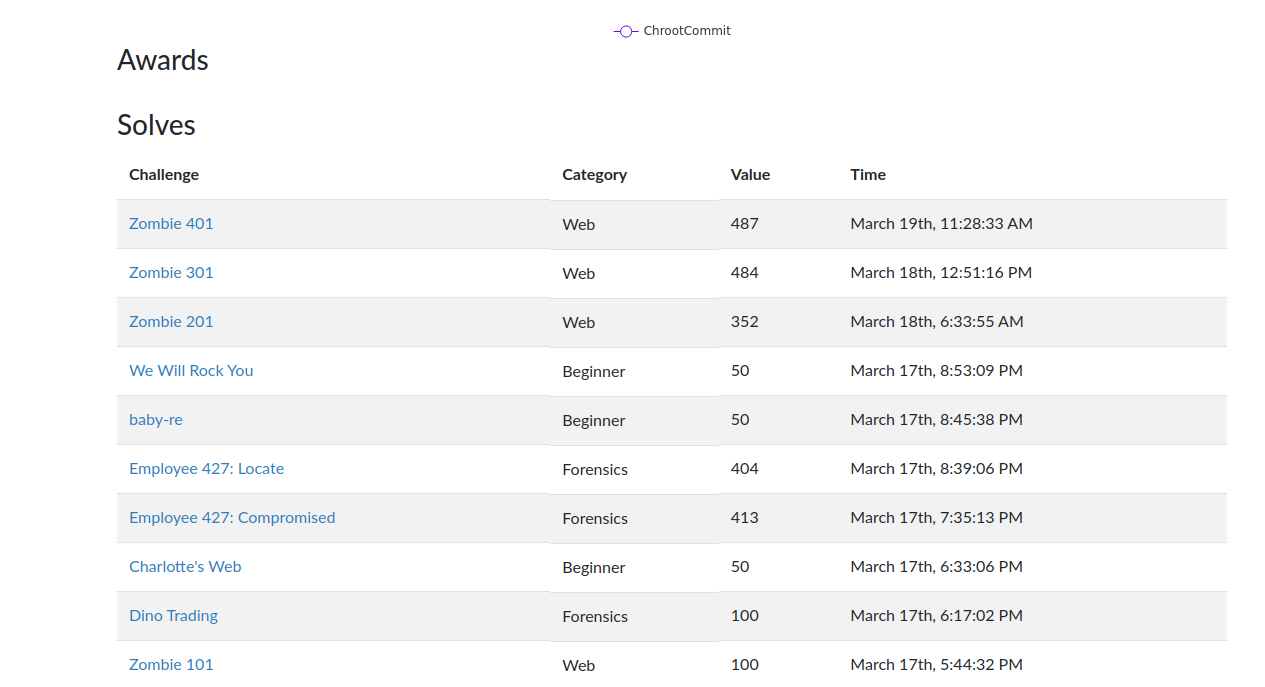 ChrootCommit
Awards
Solves
Challenge Category Value Time
Zombie 401 Web 487 March 19th, 11:28:33 AM
Zombie 301 Web 484 March 18th, 12:51:16 PM
Zombie 201 Web 352 March 18th, 6:33:55 AM
We Will Rock You Beginner 50 March 17th, 8:53:09 PM
baby-re Beginner 50 March 17th, 8:45:38 PM
Employee 427: Locate Forensics 404 March 17th, 8:39:06 PM
Employee 427: Compromised Forensics 413 March 17th, 7:35:13 PM
Charlotte's Web Beginner 50 March 17th, 6:33:06 PM
Dino Trading Forensics 100 March 17th, 6:17:02 PM
Zombie 101 Web 100 March 17th, 5:44:32 PM